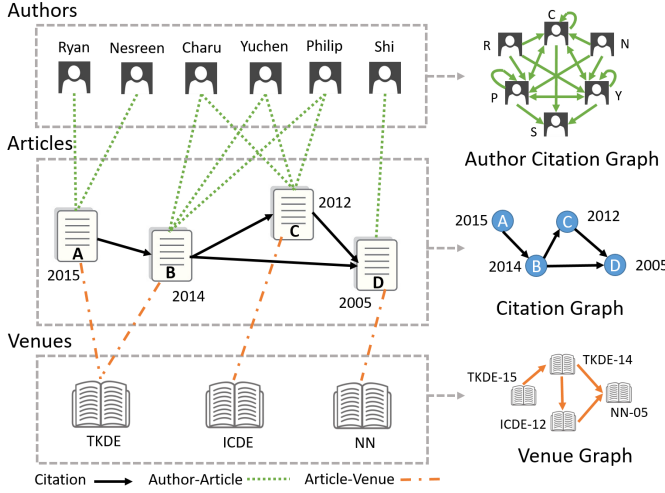 Authors
Ryan Nesreen Charu Yuchen Philip Shi
Articles
A
2015
B
2014
C
2012
D
2005
Venues
TKDE
ICDE
NN
Citation
Author-Article
Article-Venue
C
R
N
P
Y
S
Author Citation Graph
2015
A
C
2012
2014
B
D
2005
Citation Graph
TKDE-14
TKDE-15
NN-05
ICDE-12
Venue Graph